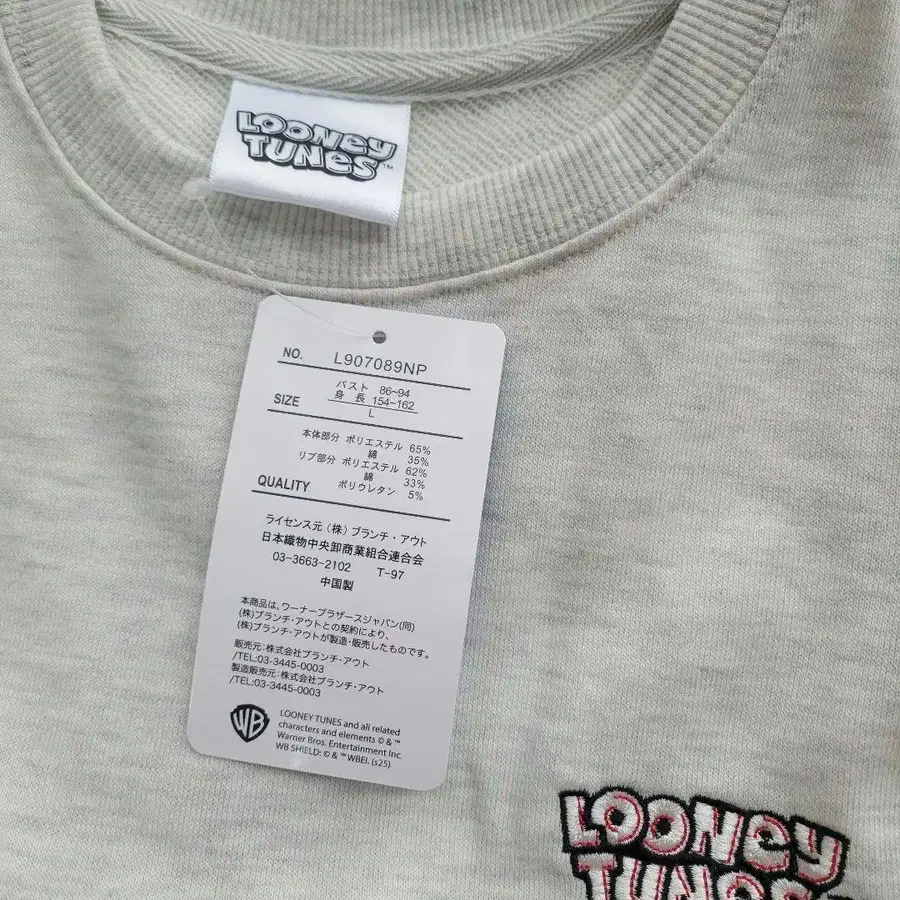 LOONEY
TUNES™
NO. L907089NP
バスト 86~94
身 長 154~162
SIZE
L
本体部分 ポリエステル 65%
綿 35%
リブ部分 ポリエステル 62%
綿 33%
ポリウレタン 5%
QUALITY
ライセンス元 (株) ブランチ・アウト
日本織物中央卸商業組合連合会
03-3663-2102 T-97
中国製
本商品は、ワーナーブラザースジャパン(同)
(株)ブランチ・アウトとの契約により、
(株)ブランチ・アウトが製造・販売したものです。
販売元:株式会社ブランチ・アウト
/TEL:03-3445-0003
製造販売元:株式会社ブランチ・アウト
/TEL:03-3445-0003
WB
LOONEY TUNES and all related
characters and elements © & ™
Warner Bros. Entertainment Inc.
WB SHIELD: © & ™ WBEI. (s25)
LOONEY
TUNES